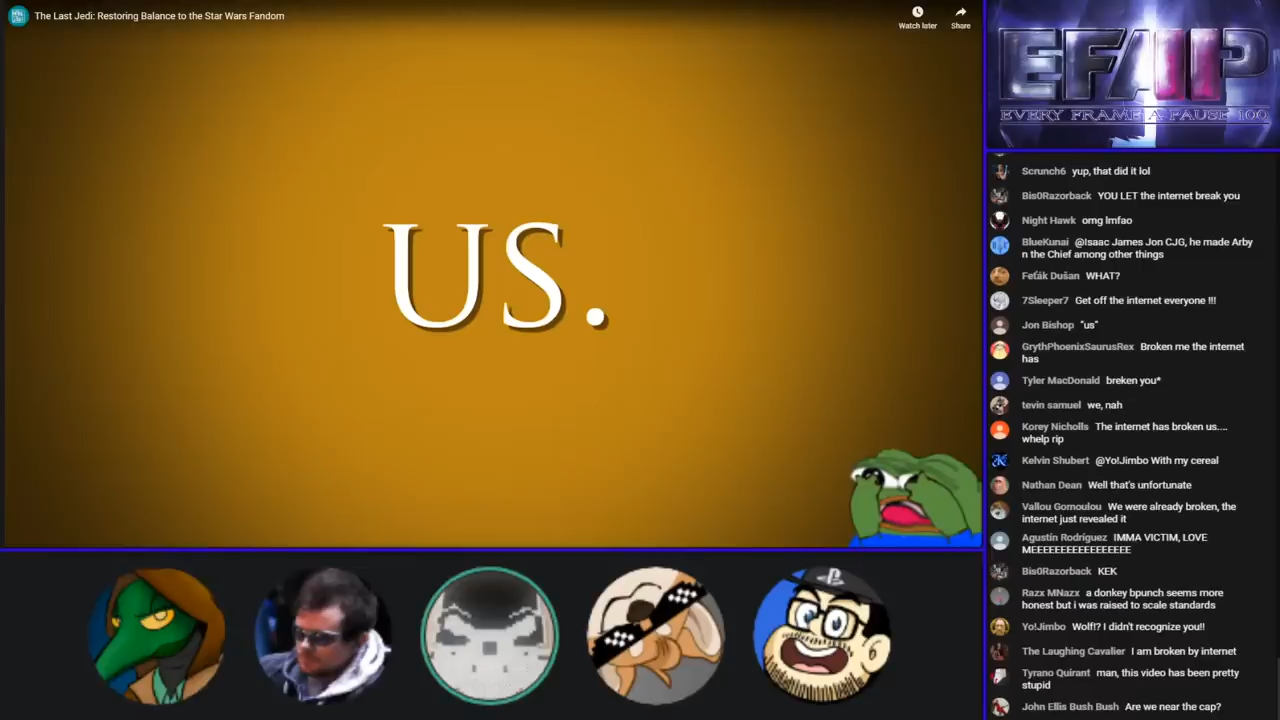 The Last Jedi: Restoring Balance to the Star Wars Fandom
Watch later
Share
US.
EFAP
EVERY FRAME A PAUSE 100
Scrunch6 yup, that did it lol
Bis0Razorback YOU LET the internet break you
Night Hawk omg lmfao
BlueKunai @Isaac James Jon CJG, he made Arby
n the Chief among other things
Feťák Dušan WHAT?
7Sleeper7 Get off the internet everyone !!!
Jon Bishop "us"
GrythPhoenixSaurusRex Broken me the internet
has
Tyler MacDonald breken you*
tevin samuel we, nah
Korey Nicholls The internet has broken us....
whelp rip
Kelvin Shubert @Yo!Jimbo With my cereal
Nathan Dean Well that's unfortunate
Vallou Gornoulou We were already broken, the
internet just revealed it
Agustín Rodríguez IMMA VICTIM, LOVE
MEEEEEEEEEEEEEEEEE
Bis0Razorback KEK
Razx MNazx a donkey bpunch seems more
honest but i was raised to scale standards
Yo!Jimbo Wolf!? I didn't recognize you!!
The Laughing Cavalier I am broken by internet
Tyrano Quirant man, this video has been pretty
stupid
John Ellis Bush Bush Are we near the cap?